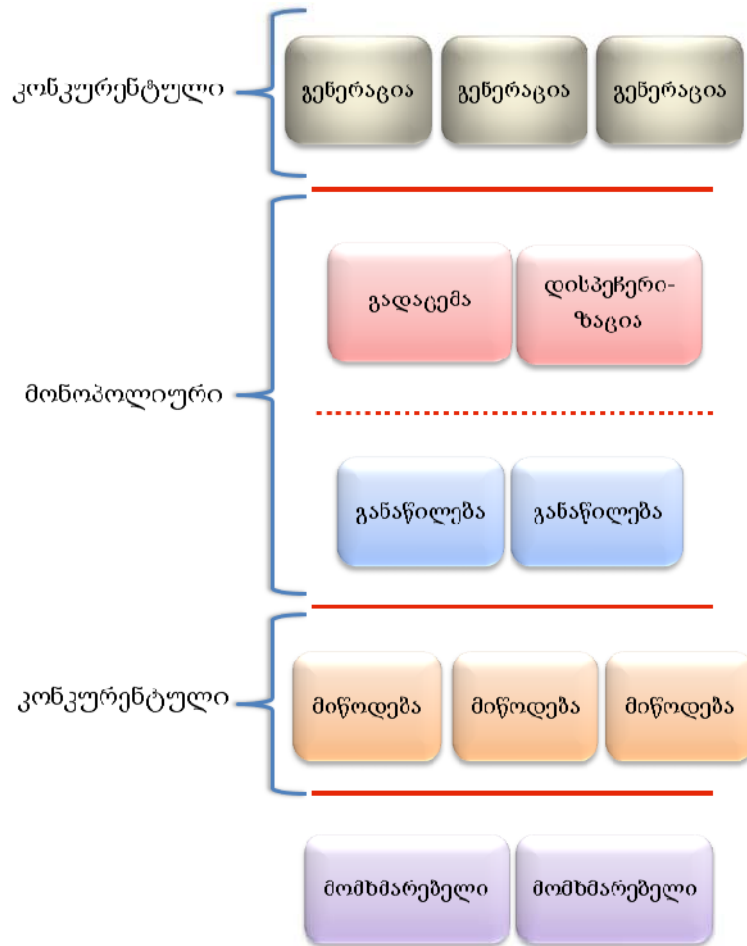 კონკურენტული
გენერაცია გენერაცია გენერაცია
მონოპოლიური
გადაცემა
დისპეჩერი-
ზაცია
განაწილება განაწილება
კონკურენტული
მიწოდება მიწოდება მიწოდება
მომხმარებელი მომხმარებელი